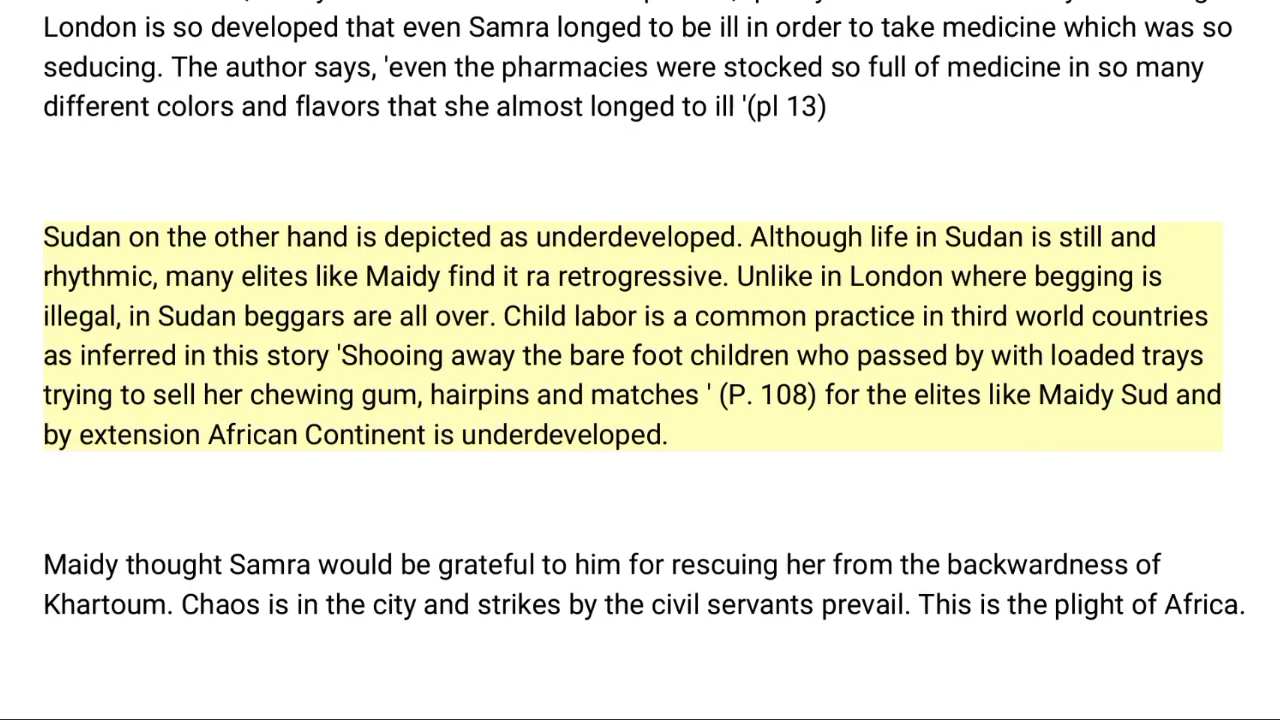 London is so developed that even Samra longed to be ill in order to take medicine which was so
seducing. The author says, 'even the pharmacies were stocked so full of medicine in so many
different colors and flavors that she almost longed to ill '(pl 13)
Sudan on the other hand is depicted as underdeveloped. Although life in Sudan is still and
rhythmic, many elites like Maidy find it ra retrogressive. Unlike in London where begging is
illegal, in Sudan beggars are all over. Child labor is a common practice in third world countries
as inferred in this story 'Shooing away the bare foot children who passed by with loaded trays
trying to sell her chewing gum, hairpins and matches ' (P. 108) for the elites like Maidy Sud and
by extension African Continent is underdeveloped.
Maidy thought Samra would be grateful to him for rescuing her from the backwardness of
Khartoum. Chaos is in the city and strikes by the civil servants prevail. This is the plight of Africa.